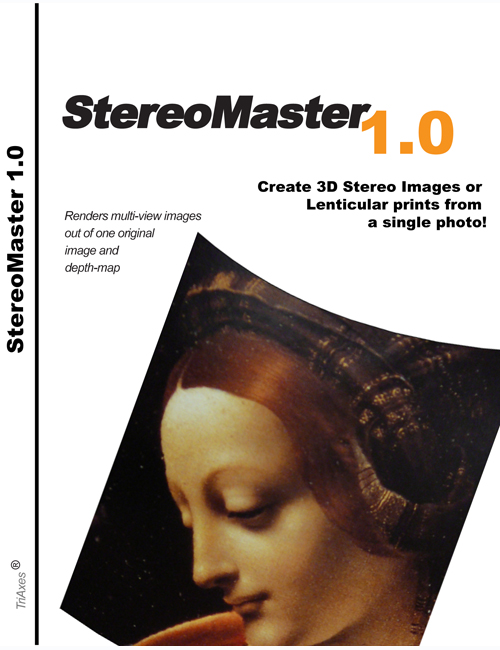 StereoMaster 1.0
TriAxes ®
StereoMaster 1.0
Create 3D Stereo Images or
Lenticular prints from
a single photo!
Renders multi-view images
out of one original
image and
depth-map